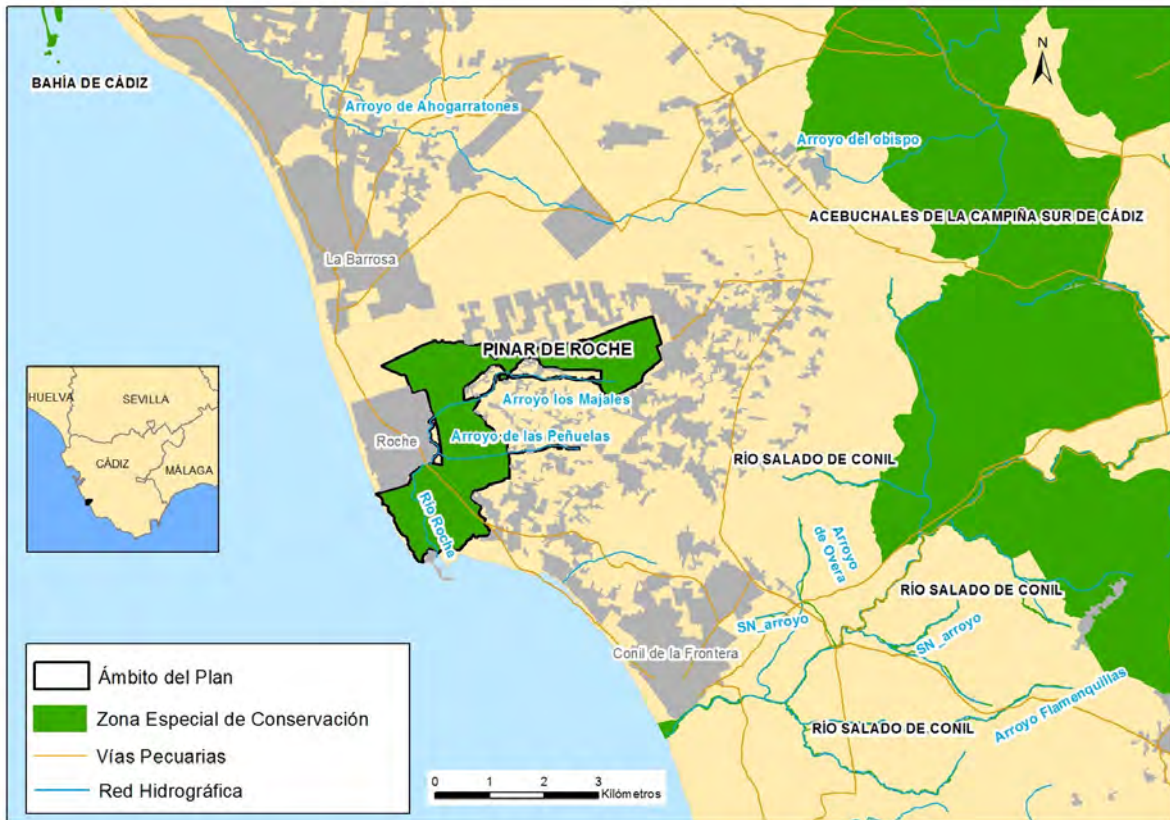 BAHÍA DE CÁDIZ
N
Arroyo de Ahogarratones
Arroyo del obispo
ACEBUCHALES DE LA CAMPIÑA SUR DE CÁDIZ
La Barrosa
PINAR DE ROCHE
Arroyo los Majales
Roche
Arroyo de las Peñuelas
HUELVA
SEVILLA
CÁDIZ
MÁLAGA
RÍO SALADO DE CONIL
Río Roche
Arroyo
de Overa
RÍO SALADO DE CONIL
SN_arroyo
SN_arroyo
Conil de la Frontera
Arroyo Flamenquillas
RÍO SALADO DE CONIL
Ámbito del Plan
Zona Especial de Conservación
Vías Pecuarias
Red Hidrográfica
0 1 2 3
Kilómetros